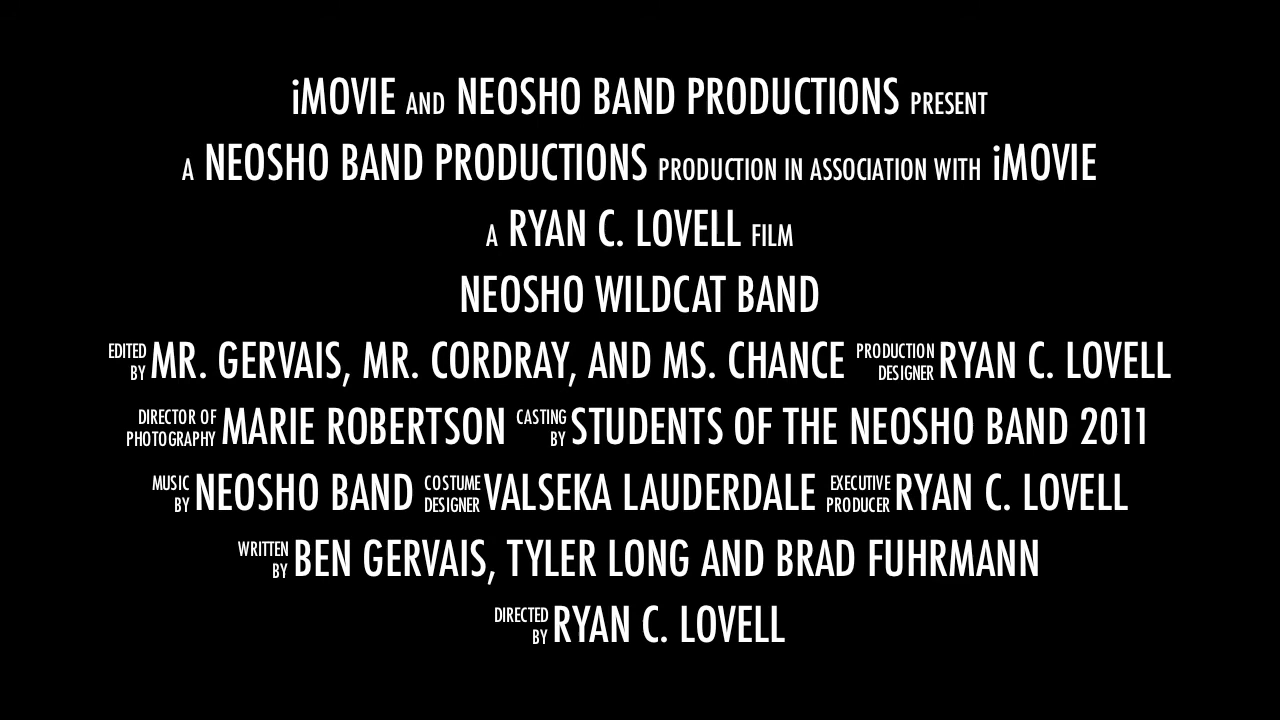 iMOVIE AND NEOSHO BAND PRODUCTIONS PRESENT
A NEOSHO BAND PRODUCTIONS PRODUCTION IN ASSOCIATION WITH iMOVIE
A RYAN C. LOVELL FILM
NEOSHO WILDCAT BAND
EDITED BY MR. GERVAIS, MR. CORDRAY, AND MS. CHANCE PRODUCTION DESIGNER RYAN C. LOVELL
DIRECTOR OF PHOTOGRAPHY MARIE ROBERTSON CASTING BY STUDENTS OF THE NEOSHO BAND 2011
MUSIC BY NEOSHO BAND COSTUME DESIGNER VALSEKA LAUDERDALE EXECUTIVE PRODUCER RYAN C. LOVELL
WRITTEN BY BEN GERVAIS, TYLER LONG AND BRAD FUHRMANN
DIRECTED BY RYAN C. LOVELL